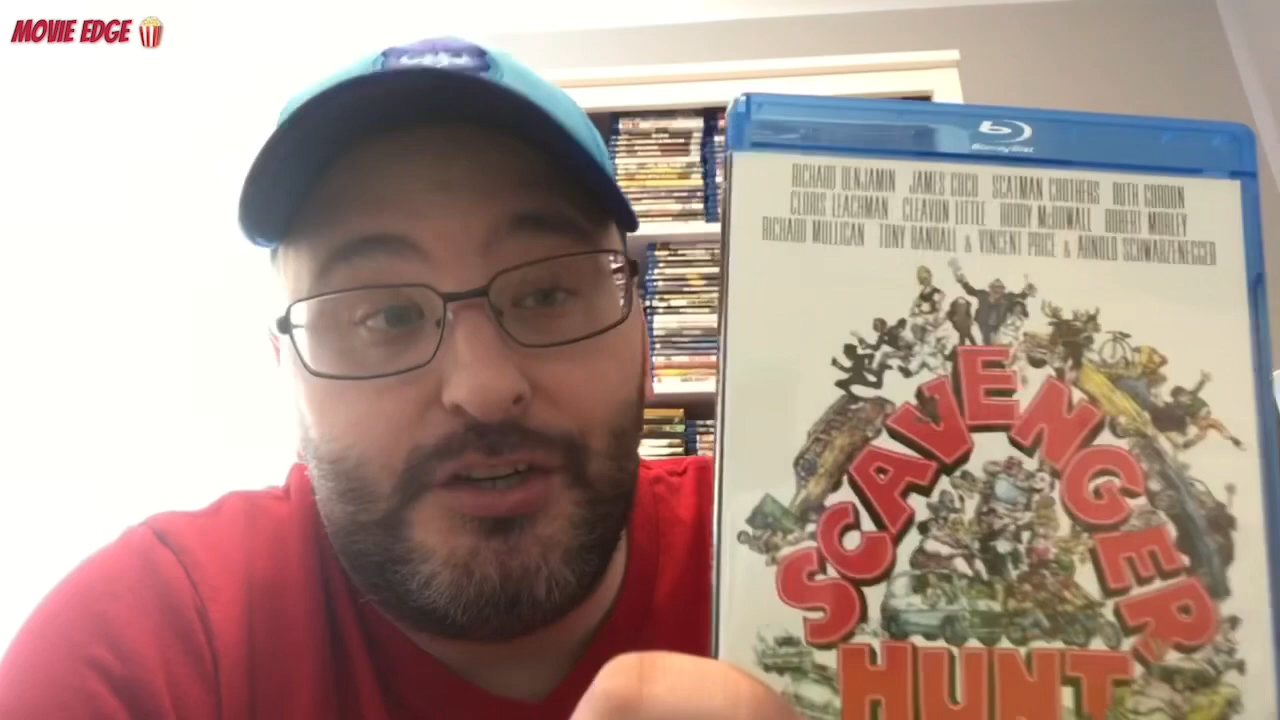 MOVIE EDGE
Blu-ray Disc
RICHARD BENJAMIN JAMES COCO SCATMAN CROTHERS RUTH GORDON
CLORIS LEACHMAN CLEAVON LITTLE RODDY McDOWALL ROBERT MORLEY
RICHARD MULLIGAN TONY RANDALL & VINCENT PRICE & ARNOLD SCHWARZENEGGER
SCAVENGER
HUNT